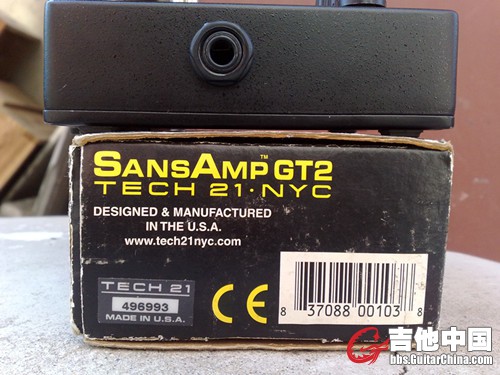 SANSAMP™ GT2
TECH 21·NYC
DESIGNED & MANUFACTURED
IN THE U.S.A.
www.tech21nyc.com
TECH 21
496993
MADE IN U.S.A.
CE
8 37088 00103 8
吉他中国
bbs.GuitarChina.com